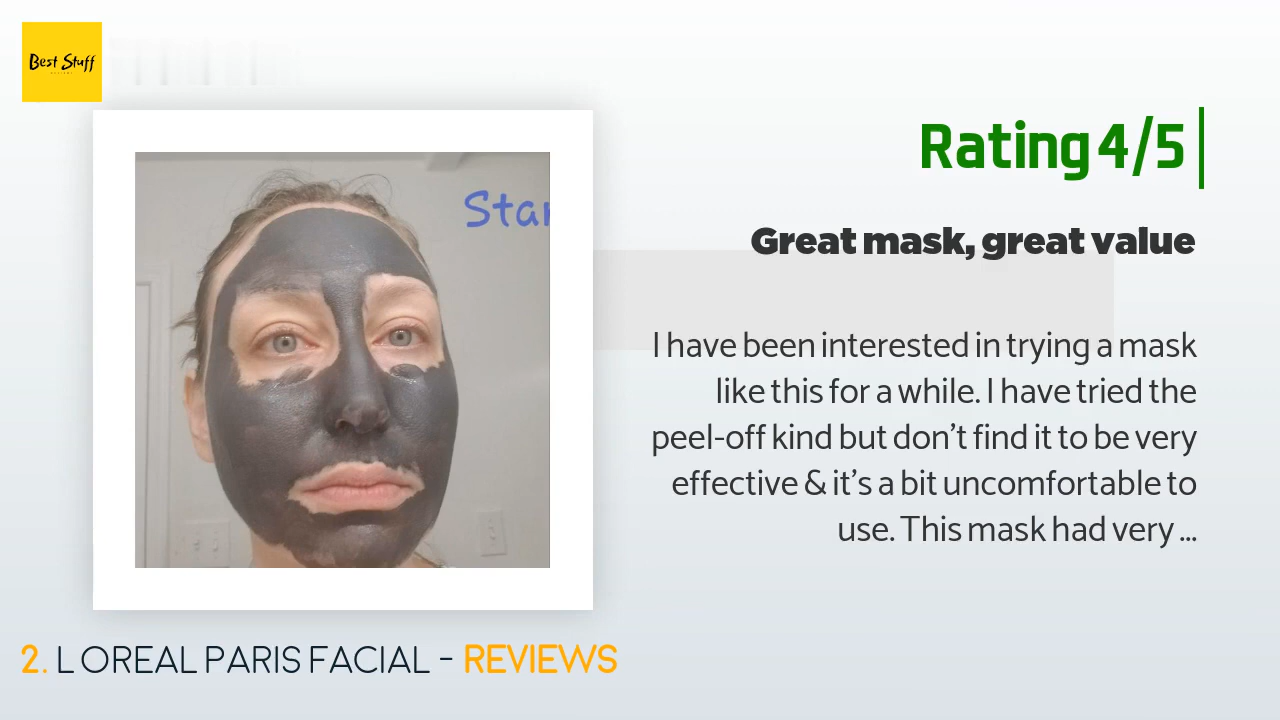 Best Stuff
Rating 4/5
Star
Great mask, great value
I have been interested in trying a mask
like this for a while. I have tried the
peel-off kind but don't find it to be very
effective & it's a bit uncomfortable to
use. This mask had very ...
2. L OREAL PARIS FACIAL - REVIEWS